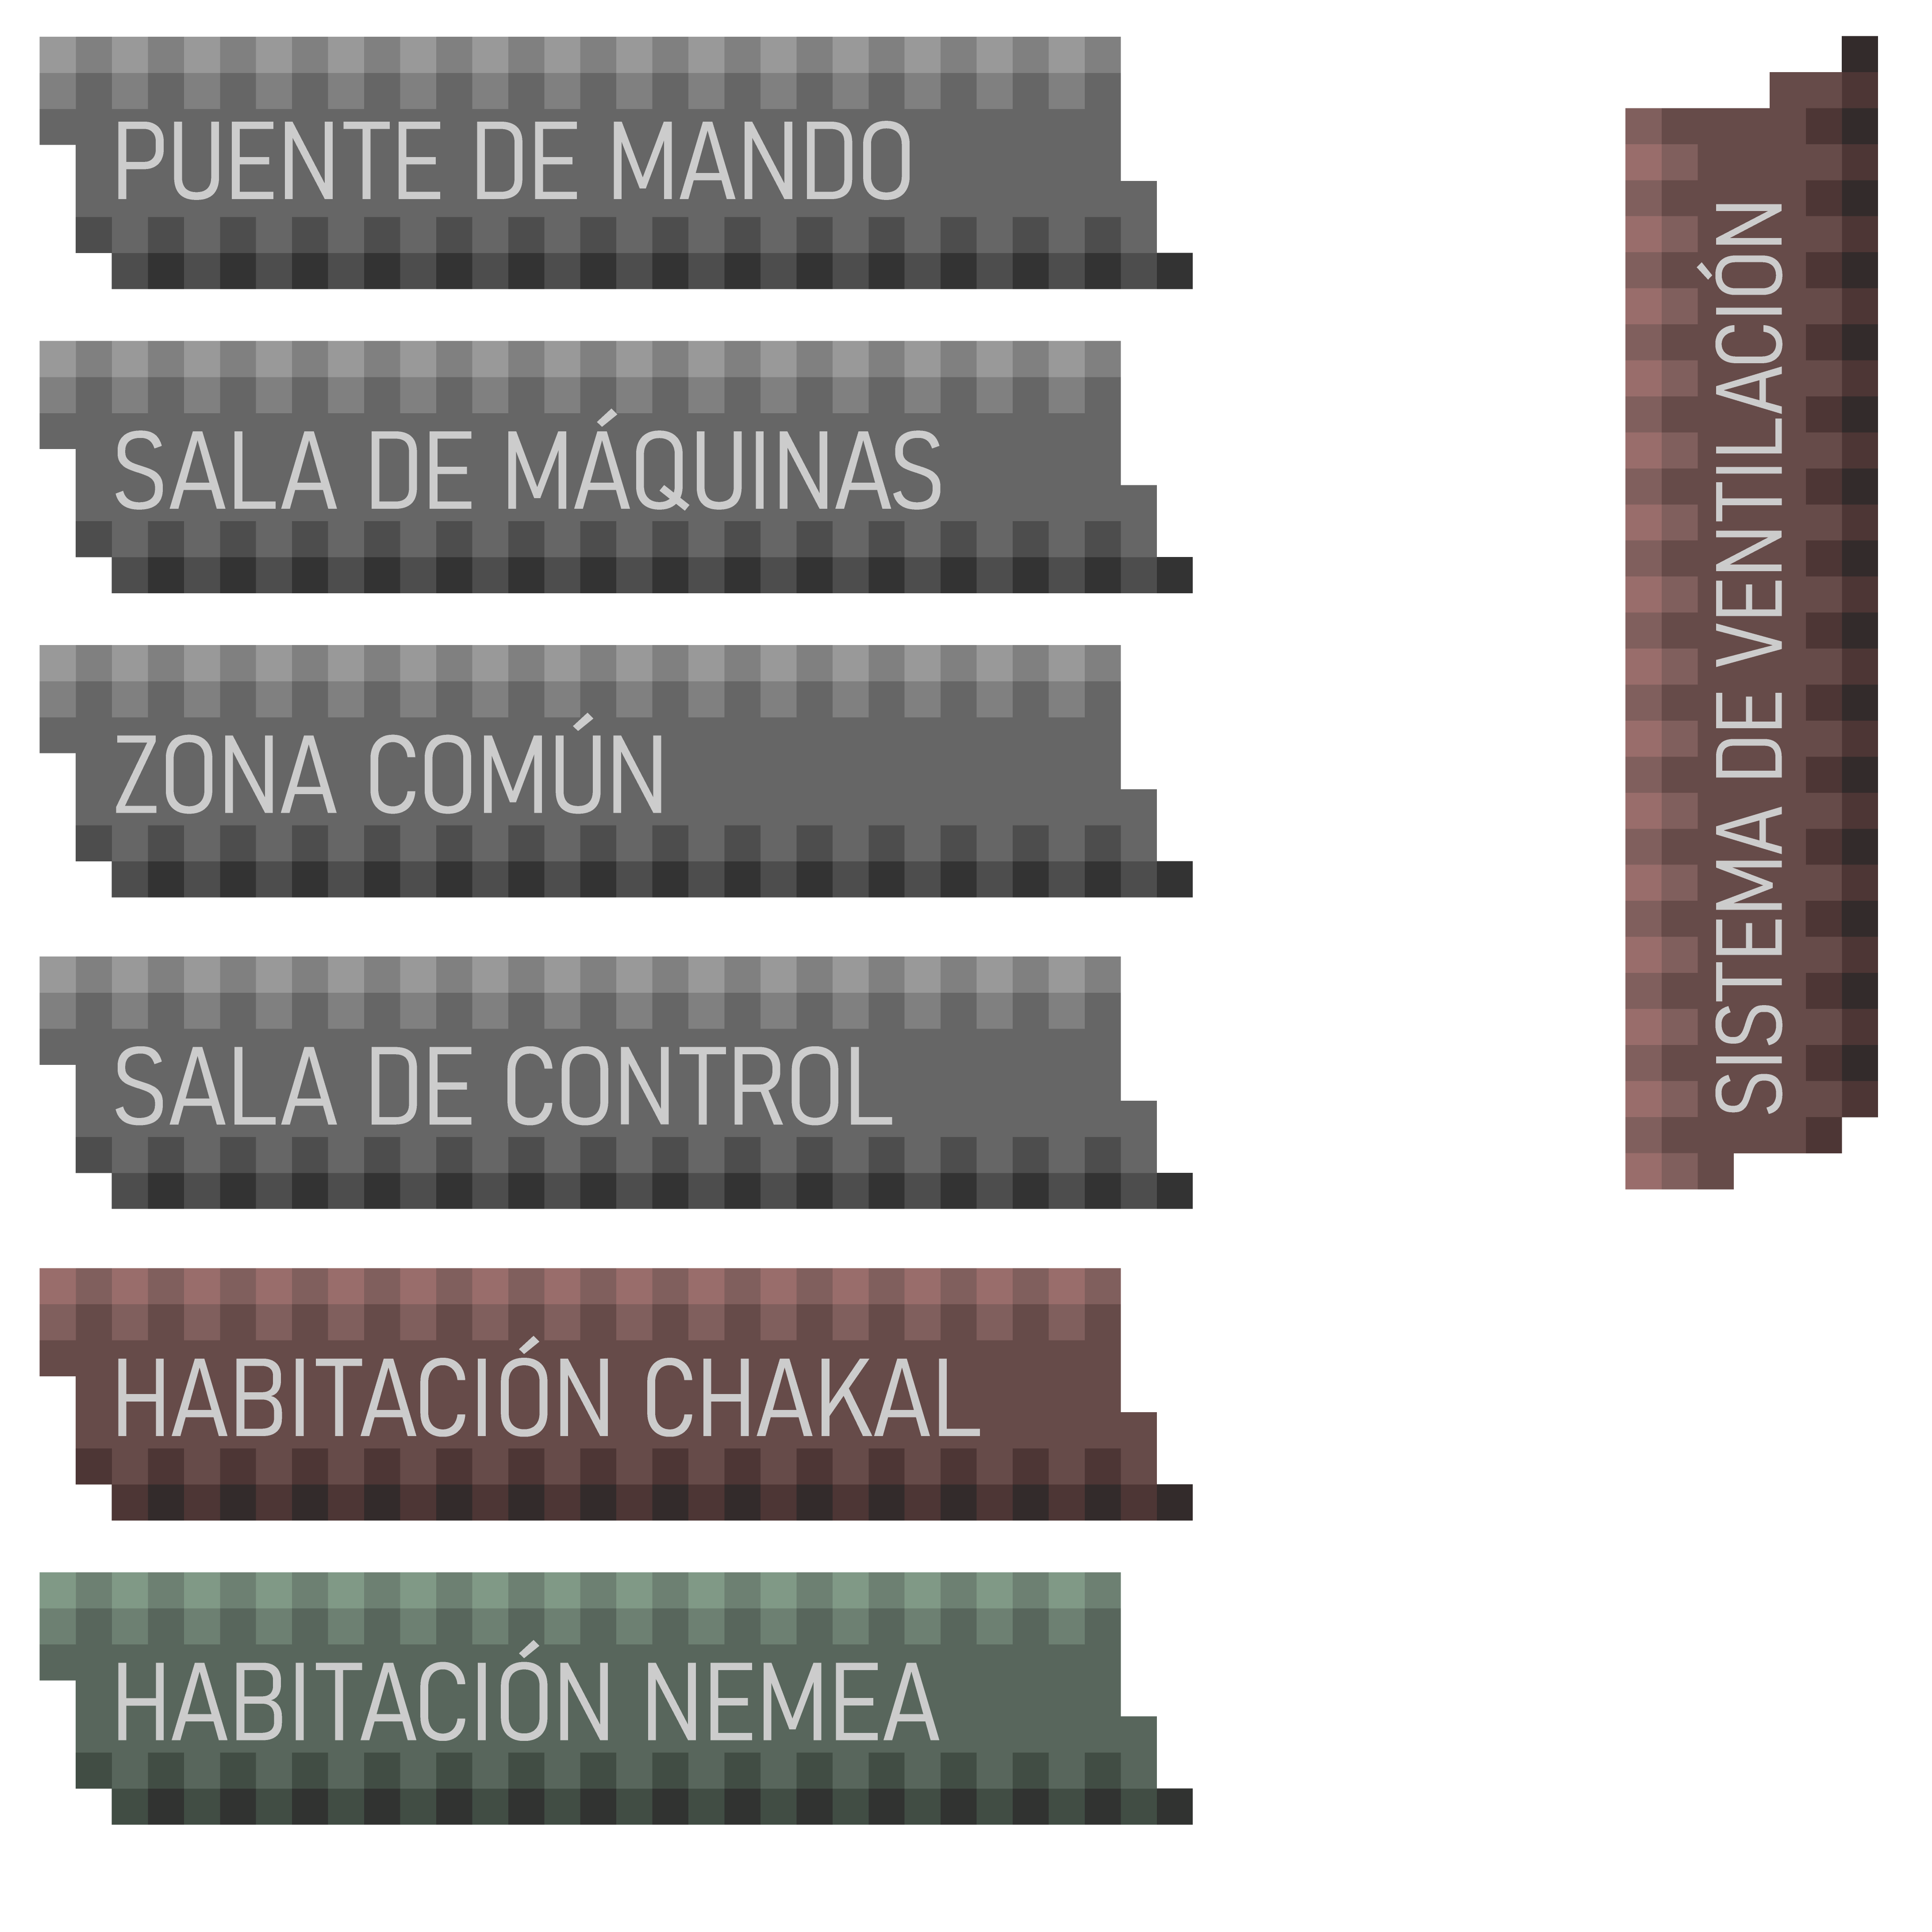 PUENTE DE MANDO
SALA DE MÁQUINAS
ZONA COMÚN
SALA DE CONTROL
HABITACIÓN CHAKAL
HABITACIÓN NEMEA
SISTEMA DE VENTILACIÓN